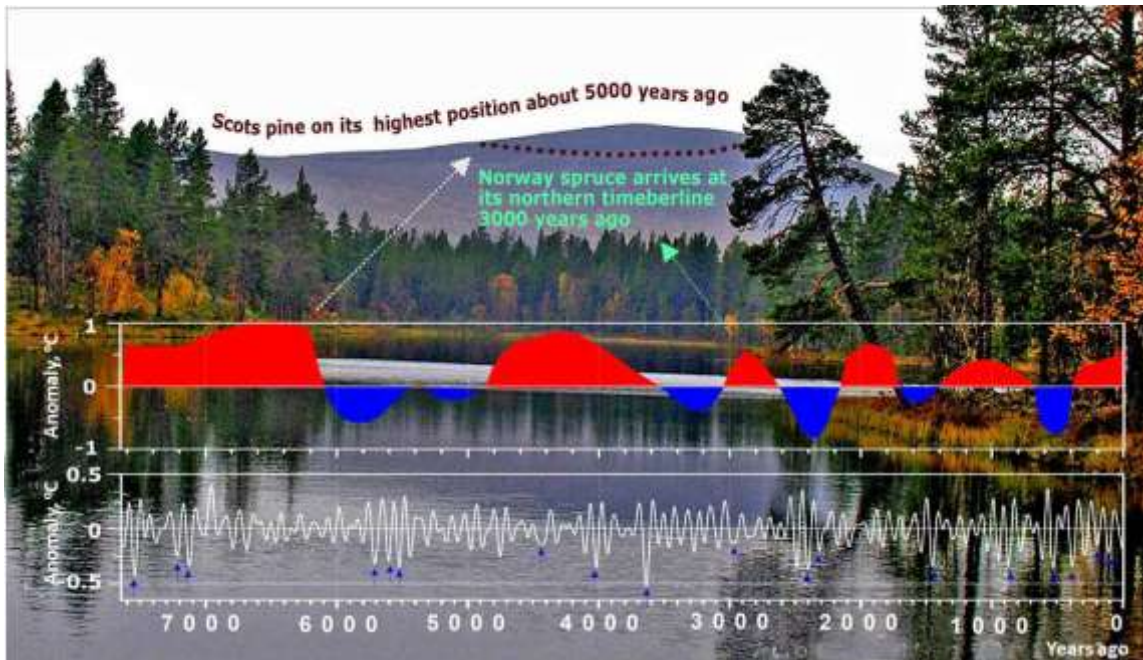 Scots pine on its highest position about 5000 years ago
Norway spruce arrives at
its northern timeberline
3000 years ago
Anomaly, °C
1
0
-1
Anomaly, °C
0.5
0
0.5
7000 6000 5000 4000 3000 2000 1000 0
Years ago